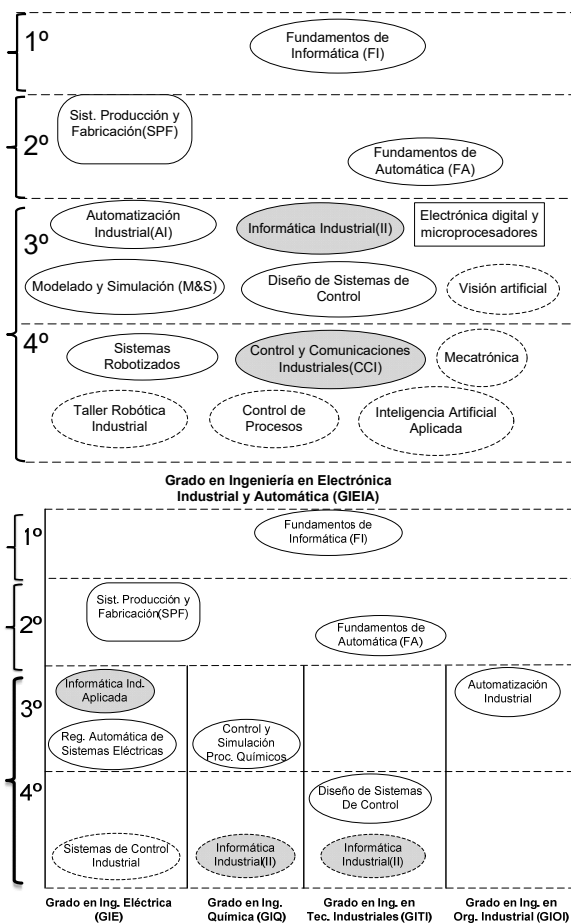 1º
Fundamentos de
Informática (FI)
2º
Sist. Producción y
Fabricación(SPF)
Fundamentos de
Automática (FA)
3º
Automatización
Industrial(AI)
Informática Industrial(II)
Electrónica digital y
microprocesadores
Modelado y Simulación (M&S)
Diseño de Sistemas de
Control
Visión artificial
4º
Sistemas
Robotizados
Control y Comunicaciones
Industriales(CCI)
Mecatrónica
Taller Robótica
Industrial
Control de
Procesos
Inteligencia Artificial
Aplicada
Grado en Ingeniería en Electrónica
Industrial y Automática (GIEIA)
1º
Fundamentos de
Informática (FI)
2º
Sist. Producción y
Fabricación(SPF)
Fundamentos de
Automática (FA)
3º
Informática Ind.
Aplicada
Automatización
Industrial
Reg. Automática de
Sistemas Eléctricas
Control y
Simulación
Proc. Químicos
4º
Diseño de Sistemas
De Control
Sistemas de Control
Industrial
Informática
Industrial(II)
Informática
Industrial(II)
Grado en Ing. Eléctrica
(GIE)
Grado en Ing.
Química (GIQ)
Grado en Ing. en
Tec. Industriales (GITI)
Grado en Ing. en
Org. Industrial (GIOI)